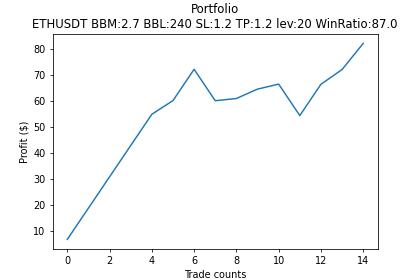 Portfolio
ETHUSDT BBM:2.7 BBL:240 SL:1.2 TP:1.2 lev:20 WinRatio:87.0
Profit ($)
80
70
60
50
40
30
20
10
0 2 4 6 8 10 12 14
Trade counts